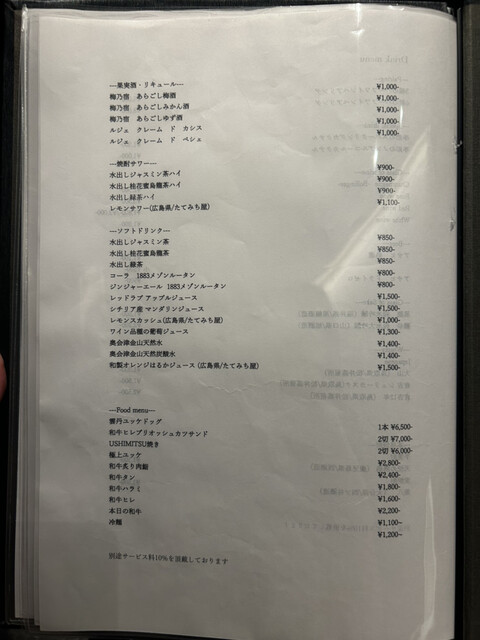 ---果実酒・リキュール---
梅乃宿　あらごし梅酒 ¥1,000-
梅乃宿　あらごしみかん酒 ¥1,000-
梅乃宿　あらごしゆず酒 ¥1,000-
ルジェ　クレーム　ド　カシス ¥1,000-
ルジェ　クレーム　ド　ペシェ ¥1,000-
---焼酎サワー---
水出しジャスミン茶ハイ ¥900-
水出し桂花蜜烏龍茶ハイ ¥900-
水出し緑茶ハイ ¥900-
レモンサワー(広島県/たてみち屋) ¥1,100-
---ソフトドリンク---
水出しジャスミン茶 ¥850-
水出し桂花蜜烏龍茶 ¥850-
水出し緑茶 ¥850-
コーラ　1883メゾンルータン ¥800-
ジンジャーエール　1883メゾンルータン ¥800-
レッドラブ アップルジュース ¥1,500-
シチリア産 マンダリンジュース ¥1,500-
レモンスカッシュ(広島県/たてみち屋) ¥1,000-
ワイン品種の葡萄ジュース ¥1,300-
奥会津金山天然水 ¥1,400-
奥会津金山天然炭酸水 ¥1,400-
和製オレンジはるかジュース (広島県/たてみち屋) ¥1,500-
---Food menu---
雲丹ユッケドッグ 1本 ¥6,500-
和牛ヒレブリオッシュカツサンド 2切 ¥7,000-
USHIMITSU焼き 2切 ¥6,000-
極上ユッケ ¥2,800-
和牛炙り肉鮨 ¥2,400-
和牛タン ¥1,800-
和牛ハラミ ¥1,600-
和牛ヒレ ¥2,200-
本日の和牛 ¥1,100~
冷麺 ¥1,200~
別途サービス料10%を頂戴しております